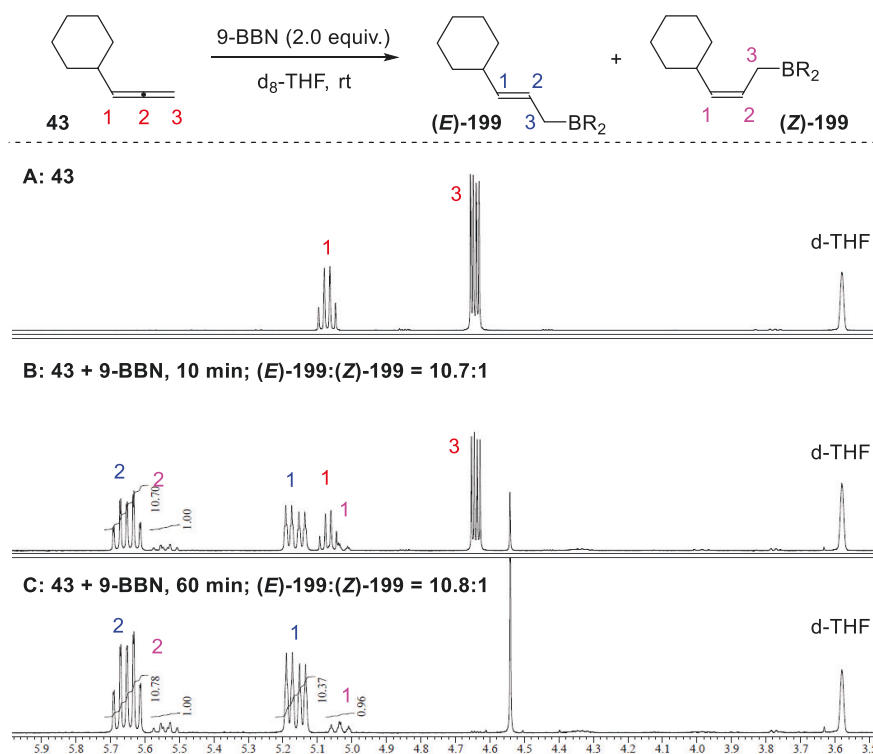 9-BBN (2.0 equiv.)
d8-THF, rt
43
1 2 3
+
1 2
3 BR2
(E)-199
3
BR2
1 2
(Z)-199
A: 43
1
3
d-THF
B: 43 + 9-BBN, 10 min; (E)-199:(Z)-199 = 10.7:1
2 2 1 1 1 3
d-THF
10.70 1.00
C: 43 + 9-BBN, 60 min; (E)-199:(Z)-199 = 10.8:1
2 2 1 1
d-THF
10.78 1.00 10.37 0.96
5.9 5.8 5.7 5.6 5.5 5.4 5.3 5.2 5.1 5.0 4.9 4.8 4.7 4.6 4.5 4.4 4.3 4.2 4.1 4.0 3.9 3.8 3.7 3.6 3.5